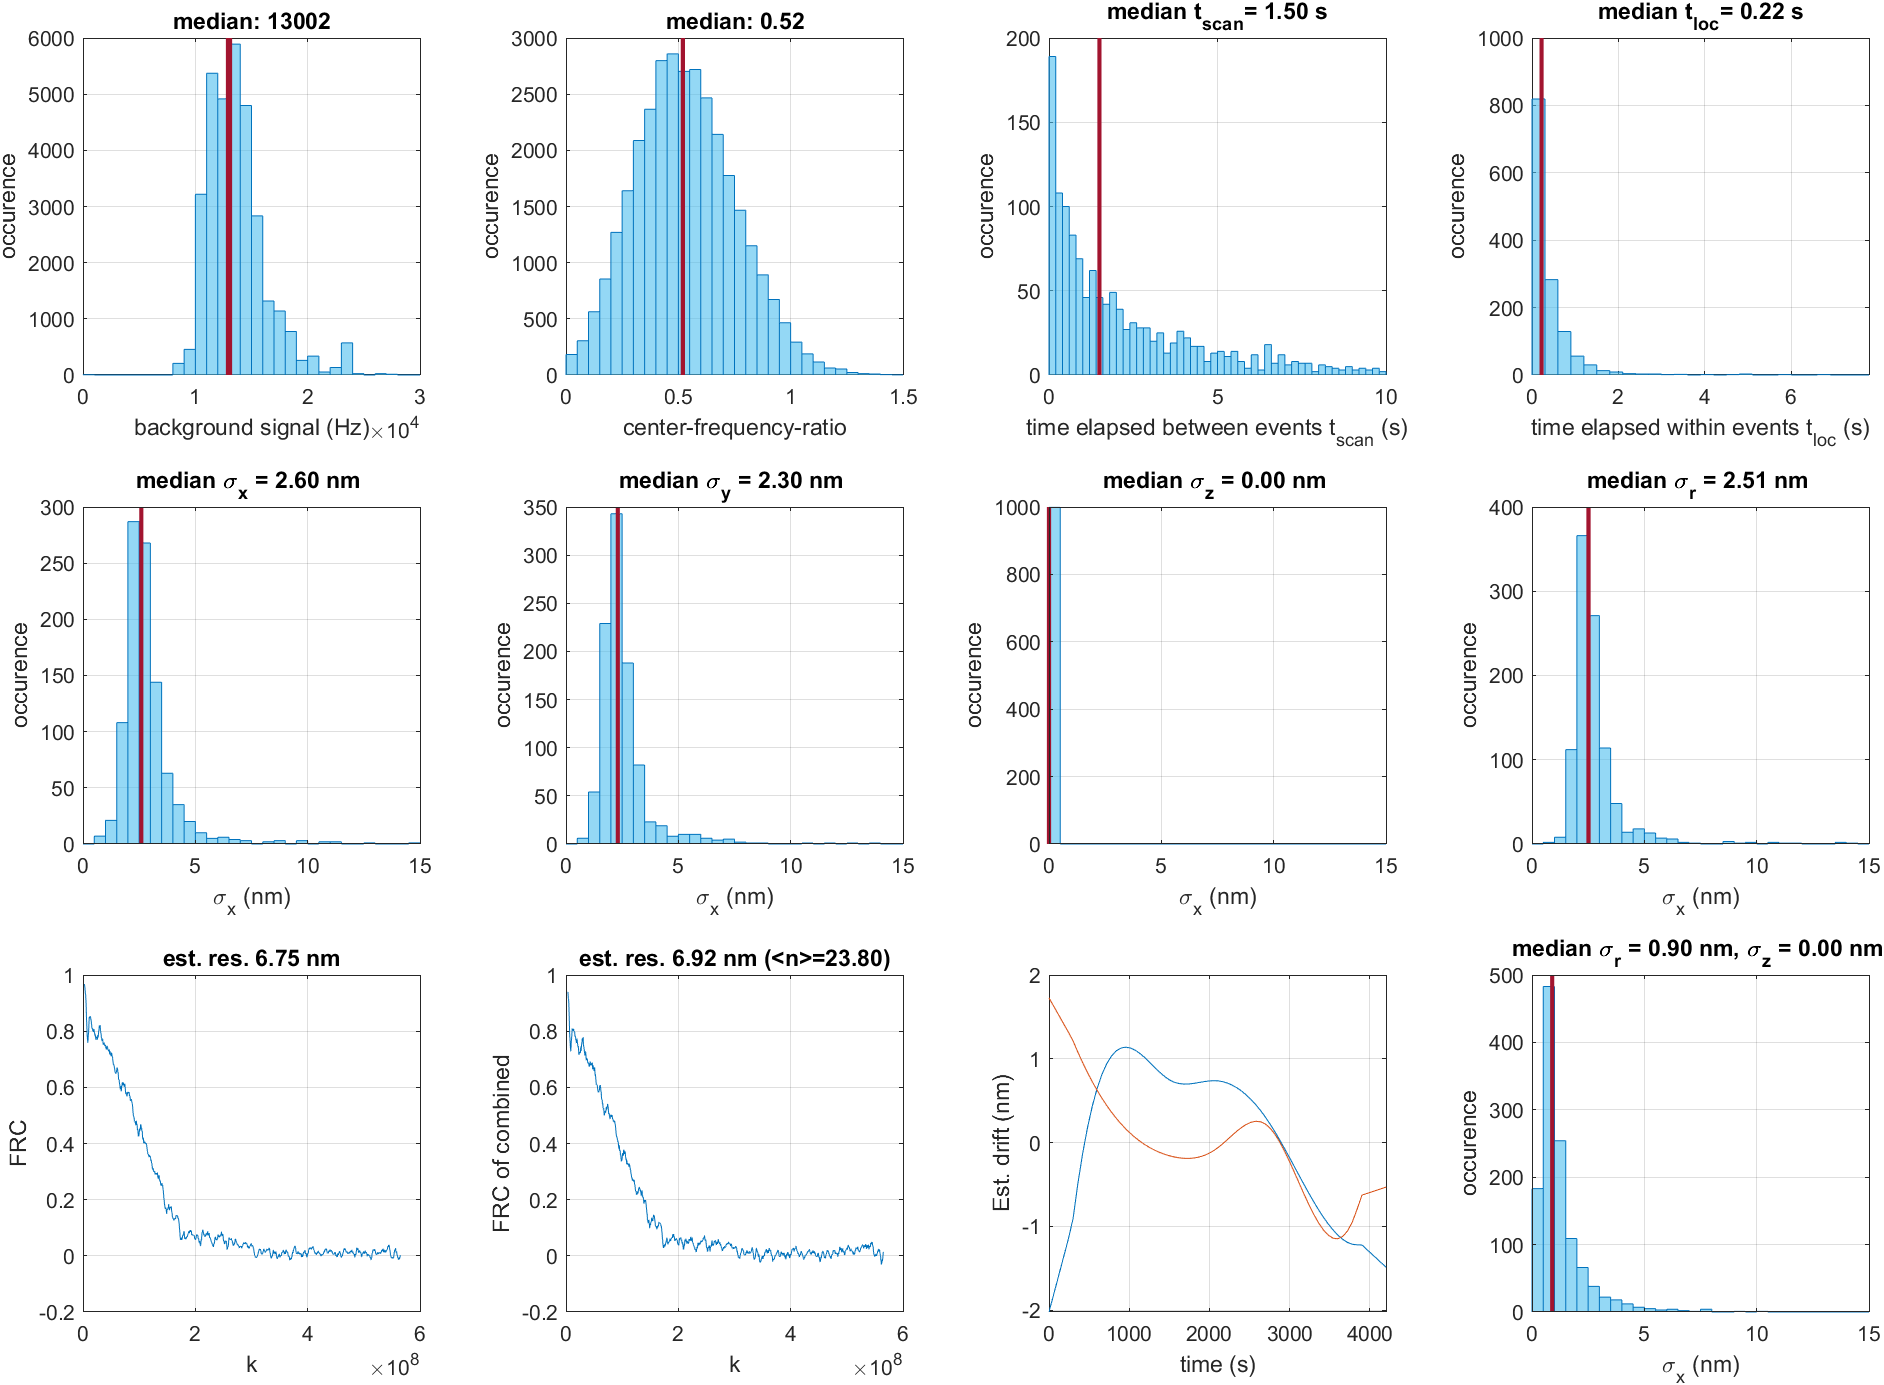 median: 13002
6000
5000
4000
3000
2000
1000
0
occurence
0 1 2 3
background signal (Hz) ×10⁴
median: 0.52
3000
2500
2000
1500
1000
500
0
occurence
0 0.5 1 1.5
center-frequency-ratio
median t_scan = 1.50 s
200
150
100
50
0
occurence
0 5 10
time elapsed between events t_scan (s)
median t_loc = 0.22 s
1000
800
600
400
200
0
occurence
0 2 4 6
time elapsed within events t_loc (s)
median σ_x = 2.60 nm
300
250
200
150
100
50
0
occurence
0 5 10 15
σ_x (nm)
median σ_y = 2.30 nm
350
300
250
200
150
100
50
0
occurence
0 5 10 15
σ_x (nm)
median σ_z = 0.00 nm
1000
800
600
400
200
0
occurence
0 5 10 15
σ_x (nm)
median σ_r = 2.51 nm
400
300
200
100
0
occurence
0 5 10 15
σ_x (nm)
est. res. 6.75 nm
1
0.8
0.6
0.4
0.2
0
-0.2
FRC
0 2 4 6
k ×10⁸
est. res. 6.92 nm (<n>=23.80)
1
0.8
0.6
0.4
0.2
0
-0.2
FRC of combined
0 2 4 6
k ×10⁸
2
1
0
-1
-2
Est. drift (nm)
0 1000 2000 3000 4000
time (s)
median σ_r = 0.90 nm, σ_z = 0.00 nm
500
400
300
200
100
0
occurence
0 5 10 15
σ_x (nm)